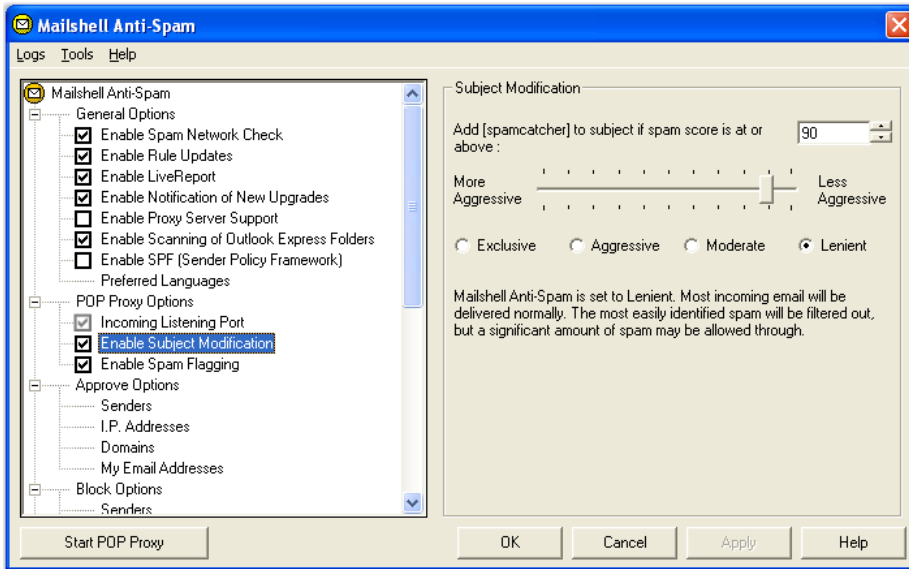 Mailshell Anti-Spam
Logs Tools Help
Mailshell Anti-Spam
General Options
Enable Spam Network Check
Enable Rule Updates
Enable LiveReport
Enable Notification of New Upgrades
Enable Proxy Server Support
Enable Scanning of Outlook Express Folders
Enable SPF (Sender Policy Framework)
Preferred Languages
POP Proxy Options
Incoming Listening Port
Enable Subject Modification
Enable Spam Flagging
Approve Options
Senders
I.P. Addresses
Domains
My Email Addresses
Block Options
Senders
Subject Modification
Add [spamcatcher] to subject if spam score is at or
above :
90
More
Aggressive
Less
Aggressive
Exclusive Aggressive Moderate Lenient
Mailshell Anti-Spam is set to Lenient. Most incoming email will be
delivered normally. The most easily identified spam will be filtered out,
but a significant amount of spam may be allowed through.
Start POP Proxy OK Cancel Apply Help